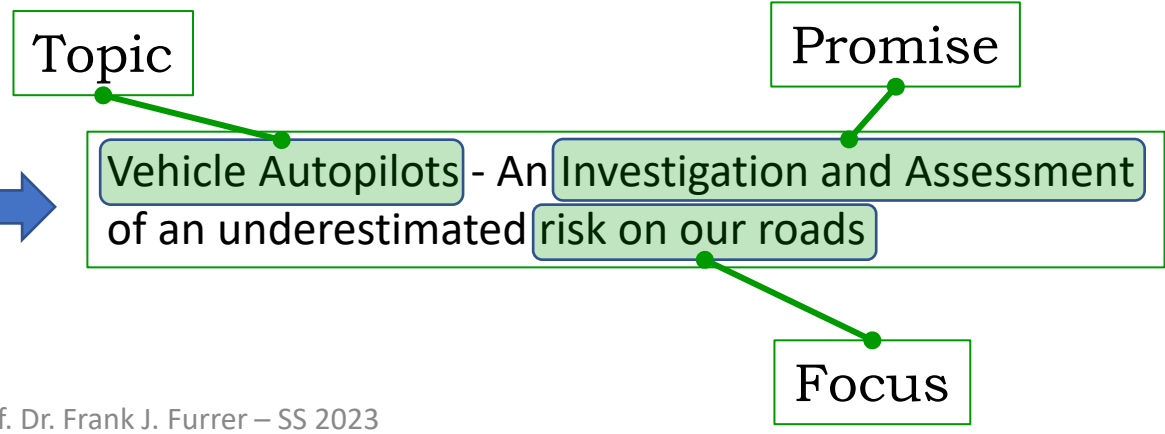 Topic
Promise
Vehicle Autopilots - An Investigation and Assessment
of an underestimated risk on our roads
Focus
Dr. Frank J. Furrer – SS 2023